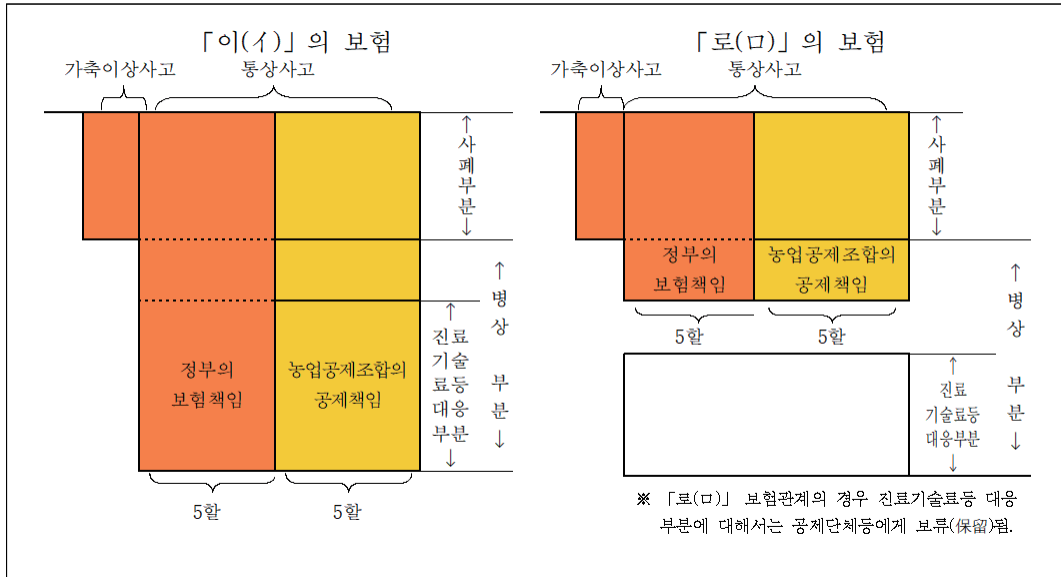 「이(イ)」의 보험
가축이상사고
통상사고
↑
사
폐
부
분
↓
정부의
보험책임
농업공제조합의
공제책임
↑
진료
기술
료등
대응
부분
↓
↑
병
상
부
분
↓
5할
5할
「로(ロ)」의 보험
가축이상사고
통상사고
↑
사
폐
부
분
↓
정부의
보험책임
농업공제조합의
공제책임
5할
5할
↑
진료
기술료등
대응부분
↓
↑
병
상
부
분
↓
※ 「로(ロ)」 보험관계의 경우 진료기술료등 대응
부분에 대해서는 공제단체등에게 보류(保留)됨.